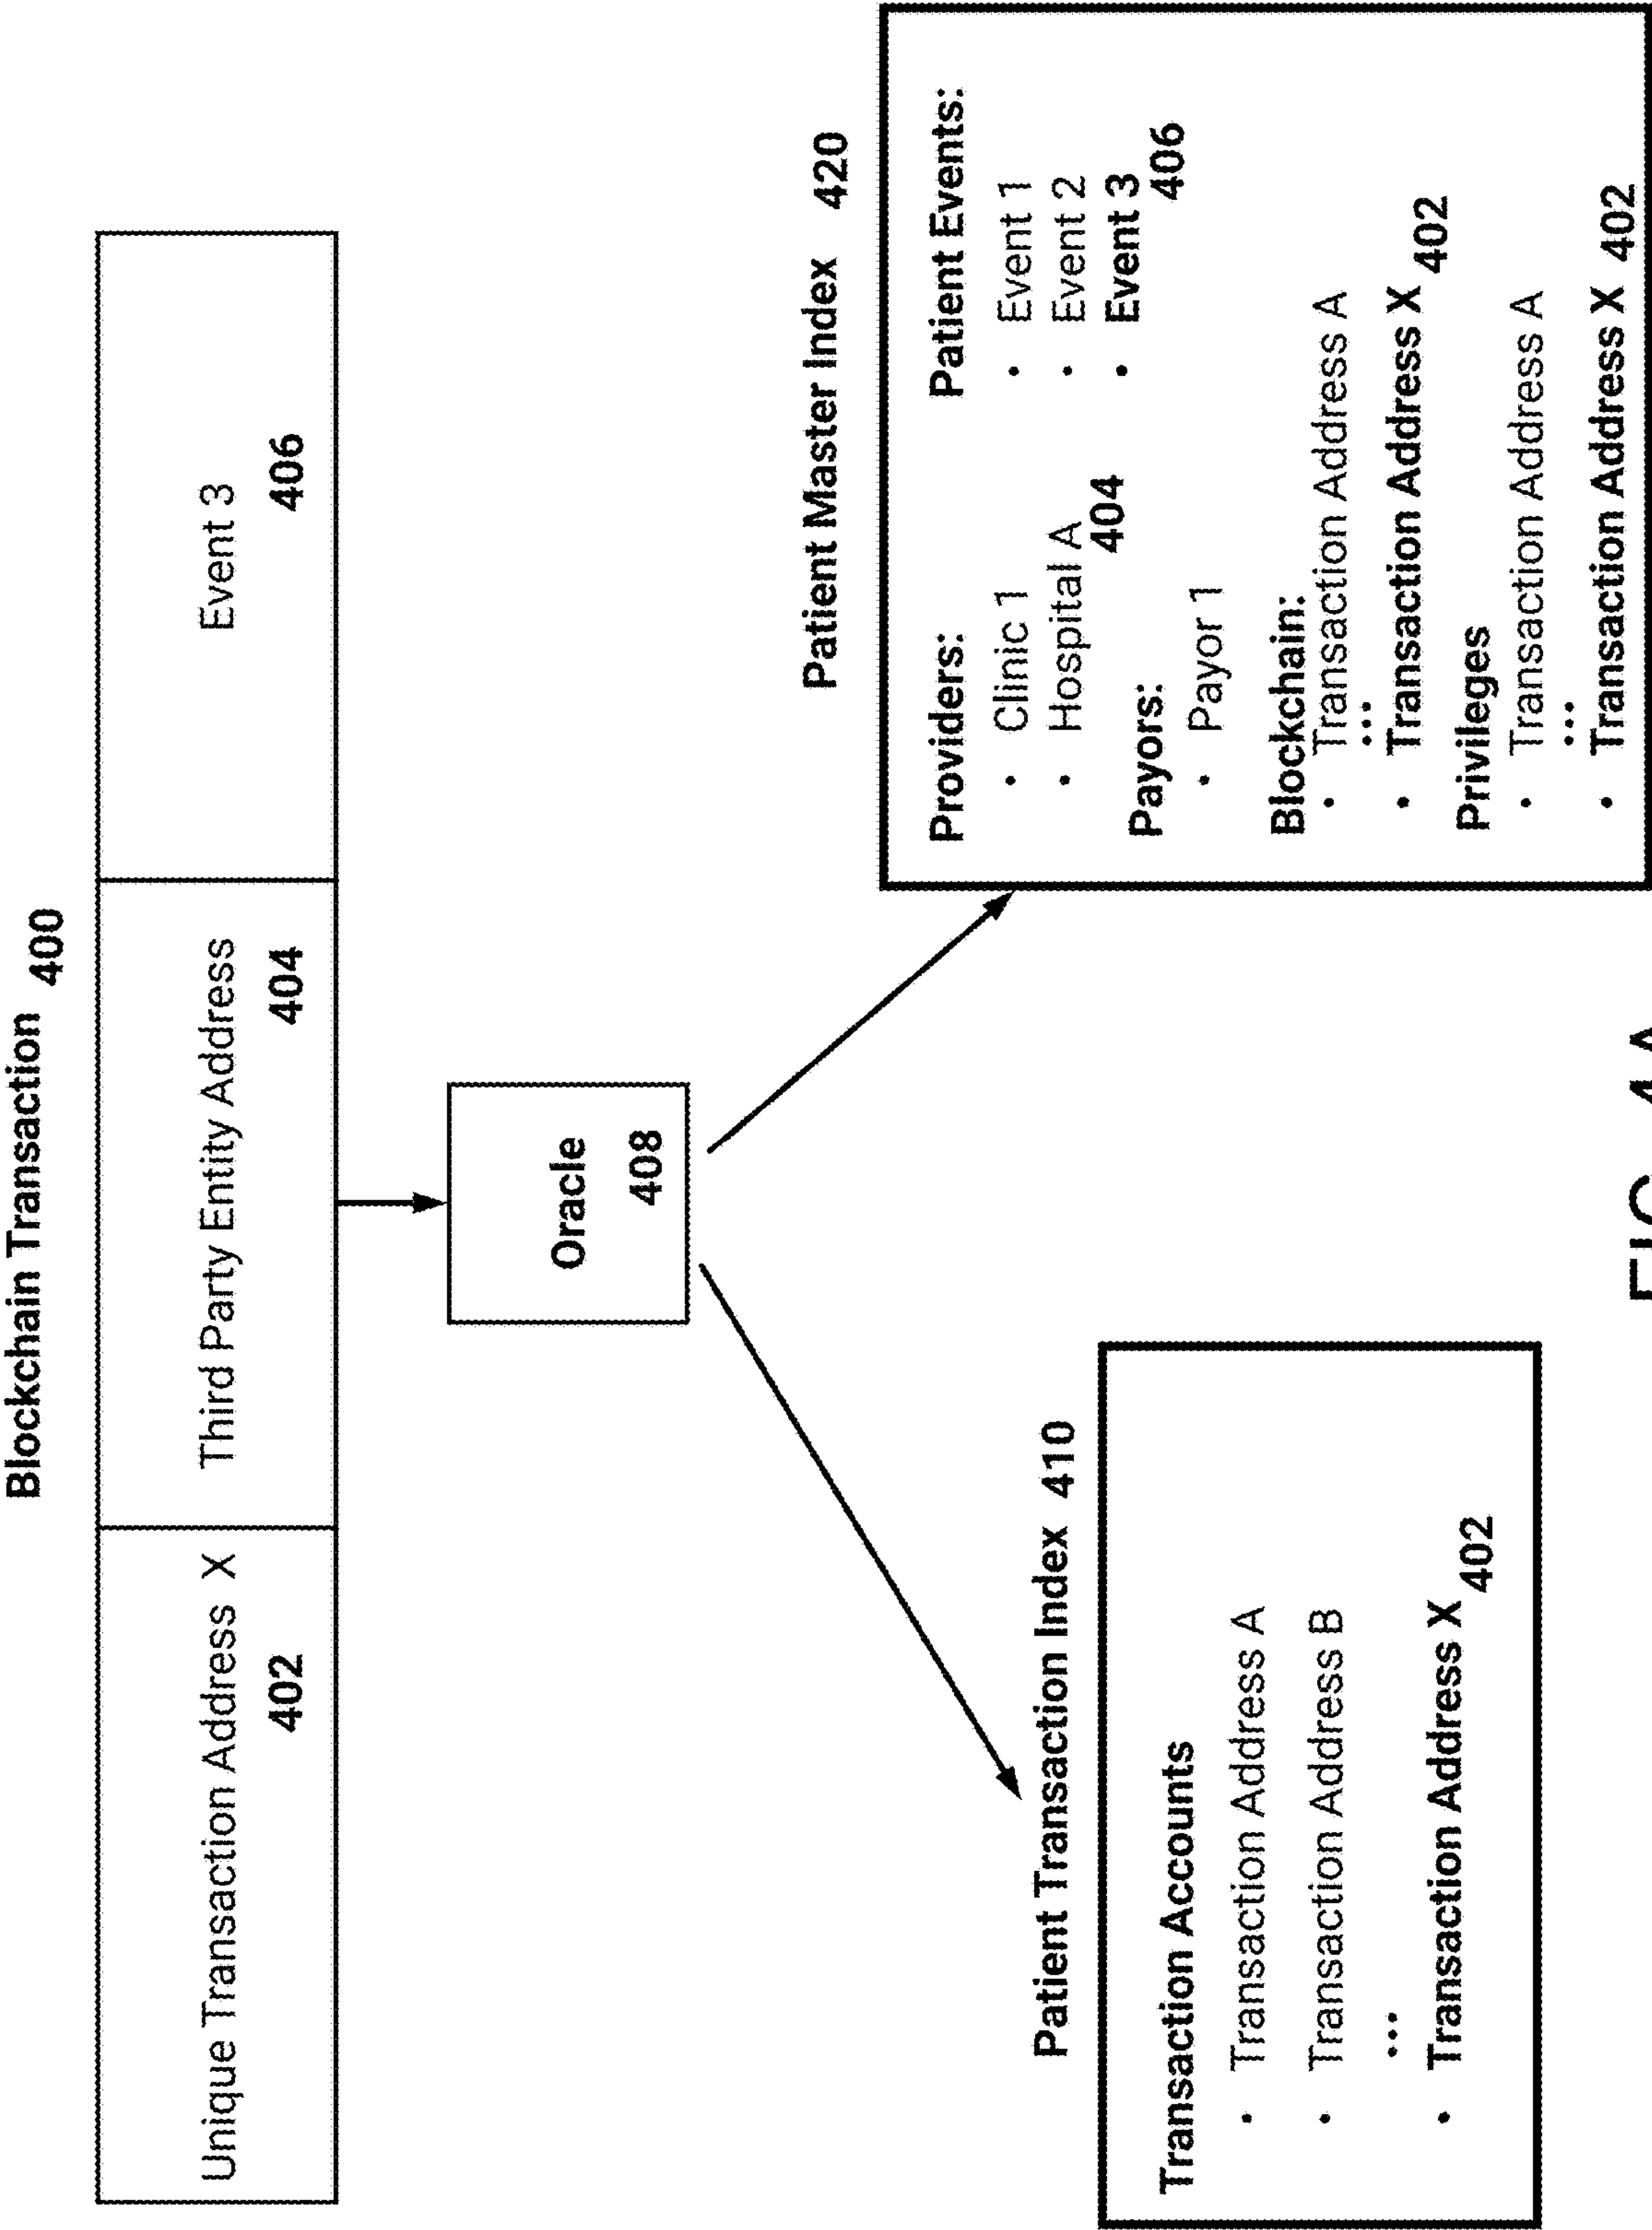 Blockchain Transaction 400
Unique Transaction Address X
402
Third Party Entity Address
404
Event 3
406
Oracle
408
Patient Transaction Index 410
Transaction Accounts
• Transaction Address A
• Transaction Address B
...
• Transaction Address X
402
Patient Master Index 420
Providers:
• Clinic 1
• Hospital A
404
Payors:
• Payor 1
Patient Events:
• Event 1
• Event 2
• Event 3
406
Blockchain:
• Transaction Address A
...
• Transaction Address X
402
Privileges
• Transaction Address A
...
• Transaction Address X 402